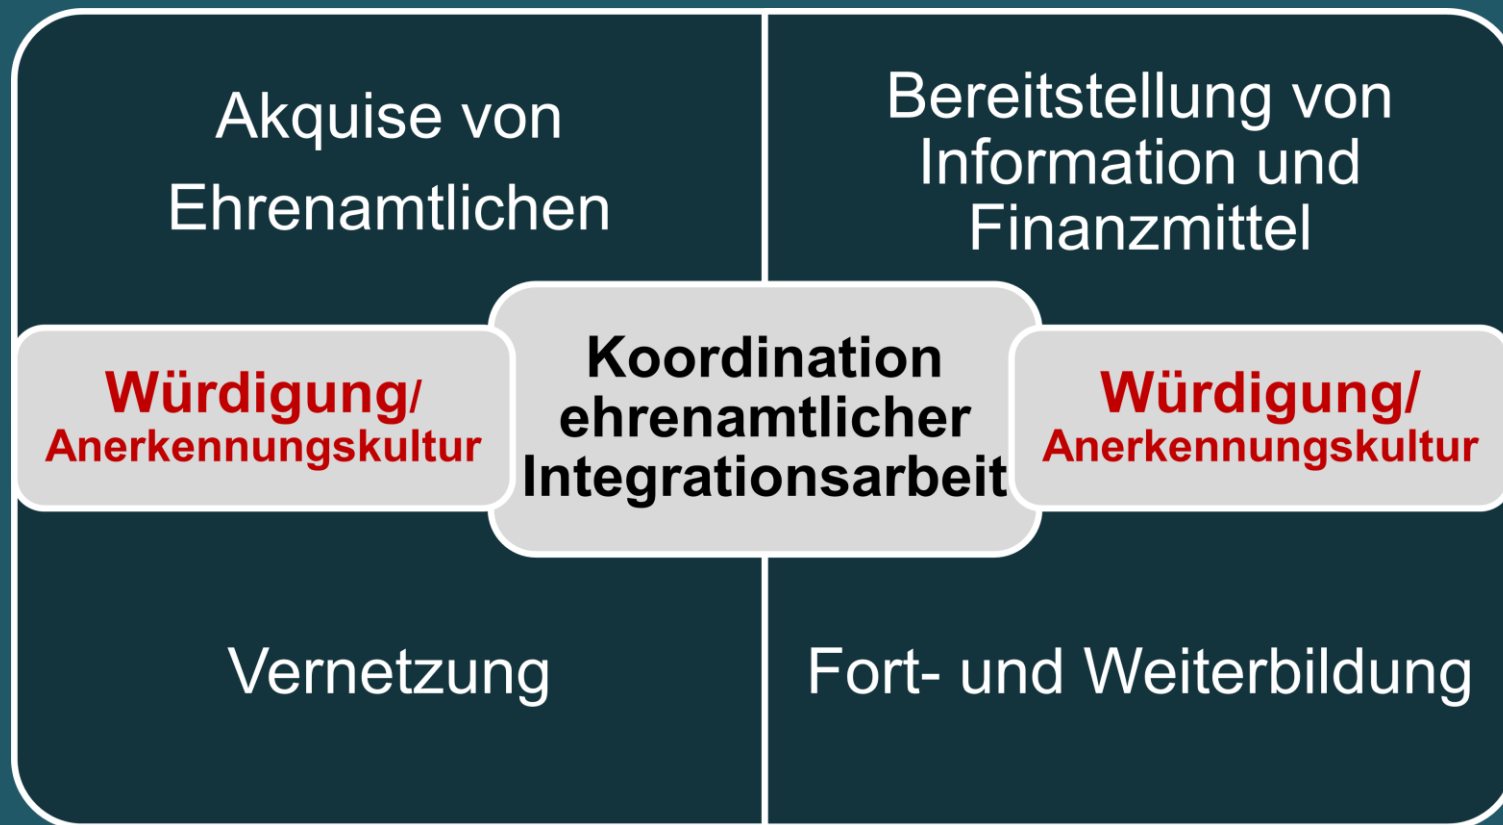 Akquise von
Ehrenamtlichen
Bereitstellung von
Information und
Finanzmittel
Würdigung/
Anerkennungskultur
Koordination
ehrenamtlicher
Integrationsarbeit
Würdigung/
Anerkennungskultur
Vernetzung
Fort- und Weiterbildung